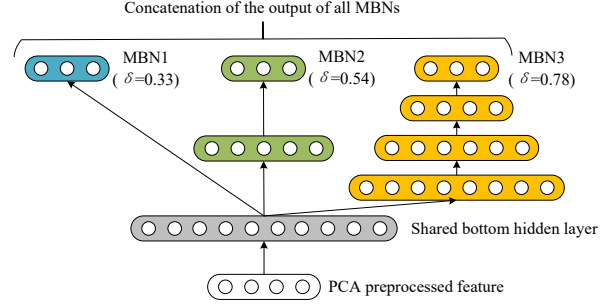 Concatenation of the output of all MBNs
MBN1
( δ=0.33)
MBN2
( δ=0.54)
MBN3
( δ=0.78)
Shared bottom hidden layer
PCA preprocessed feature